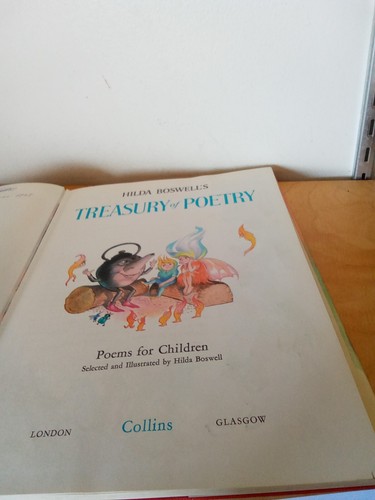 HILDA BOSWELL'S
TREASURY of POETRY
Poems for Children
Selected and Illustrated by Hilda Boswell
LONDON Collins GLASGOW